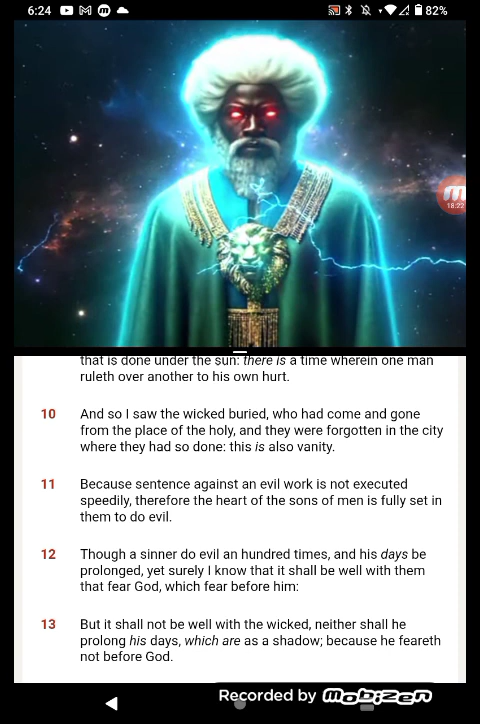 6:24
82%
18:22
that is done under the sun: there is a time wherein one man
ruleth over another to his own hurt.
10 And so I saw the wicked buried, who had come and gone
from the place of the holy, and they were forgotten in the city
where they had so done: this is also vanity.
11 Because sentence against an evil work is not executed
speedily, therefore the heart of the sons of men is fully set in
them to do evil.
12 Though a sinner do evil an hundred times, and his days be
prolonged, yet surely I know that it shall be well with them
that fear God, which fear before him:
13 But it shall not be well with the wicked, neither shall he
prolong his days, which are as a shadow; because he feareth
not before God.
Recorded by Mobizen